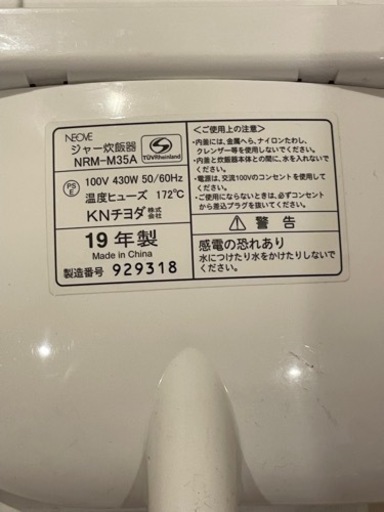 NEOVE
ジャー炊飯器
NRM-M35A
TÜVRheinland
PS
E
100V 430W 50/60Hz
温度ヒューズ 172℃
KNチヨダ株式会社
19年製
Made in China
製造番号 929318
<ご使用上の注意>
・内蓋には、金属へら、ナイロンたわし、
クレンザー等を使用しないでください。
・内蓋と炊飯器本体との間に、水を入れな
いでください。
・電源は、交流100Vのコンセントで使用
してください。
・ご使用にならないときは、必ずコンセント
から差込プラグを抜いてください。
警告
感電の恐れあり
水につけたり水をかけたりしない
でください。